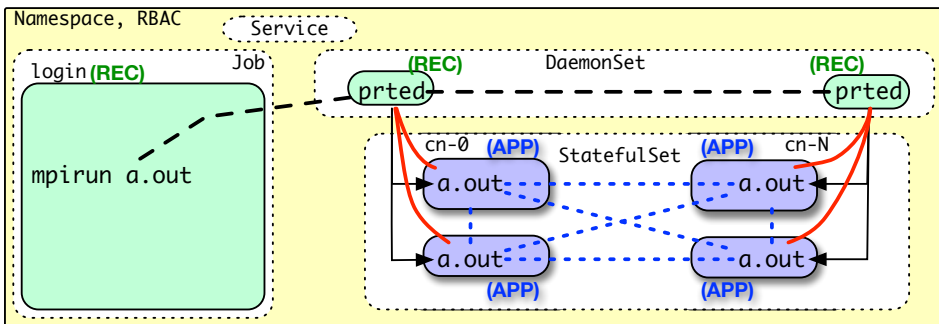 Namespace, RBAC
Service
login (REC) Job
mpirun a.out
(REC) DaemonSet (REC)
prted prted
cn-0 (APP) StatefulSet (APP) cn-N
a.out a.out
a.out a.out
(APP) (APP)